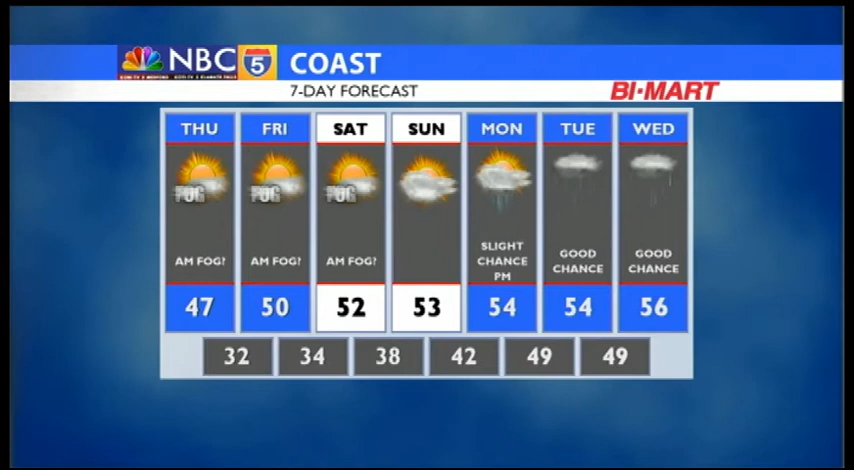 NBC 5 COAST
7-DAY FORECAST BI-MART
THU FRI SAT SUN MON TUE WED
FOG FOG FOG
AM FOG? AM FOG? AM FOG? SLIGHT CHANCE PM GOOD CHANCE GOOD CHANCE
47 50 52 53 54 54 56
32 34 38 42 49 49